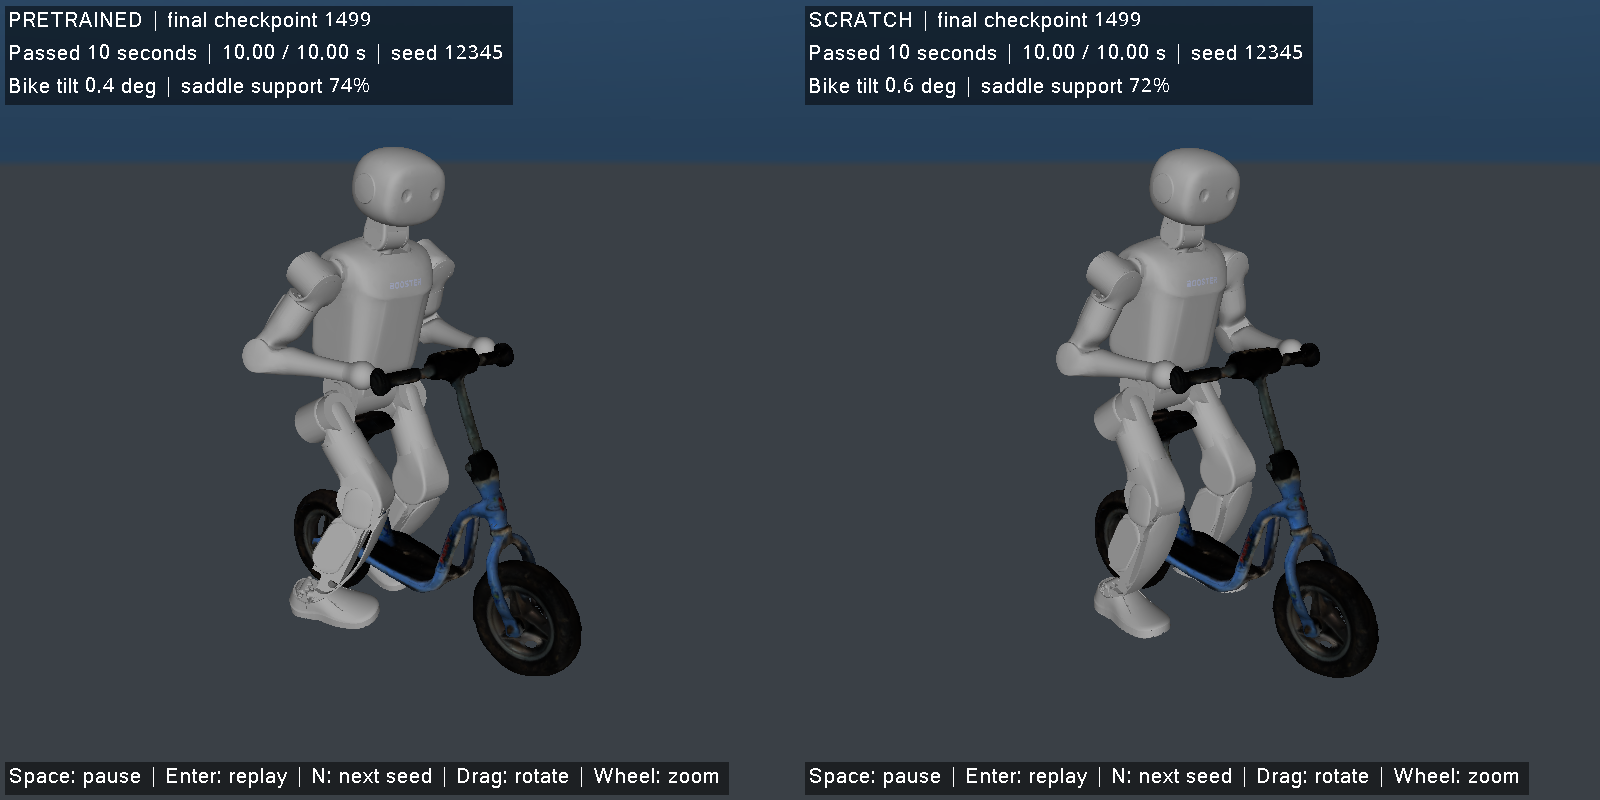 PRETRAINED | final checkpoint 1499
Passed 10 seconds | 10.00 / 10.00 s | seed 12345
Bike tilt 0.4 deg | saddle support 74%
BOOSTER
Space: pause | Enter: replay | N: next seed | Drag: rotate | Wheel: zoom
SCRATCH | final checkpoint 1499
Passed 10 seconds | 10.00 / 10.00 s | seed 12345
Bike tilt 0.6 deg | saddle support 72%
BOOSTER
Space: pause | Enter: replay | N: next seed | Drag: rotate | Wheel: zoom